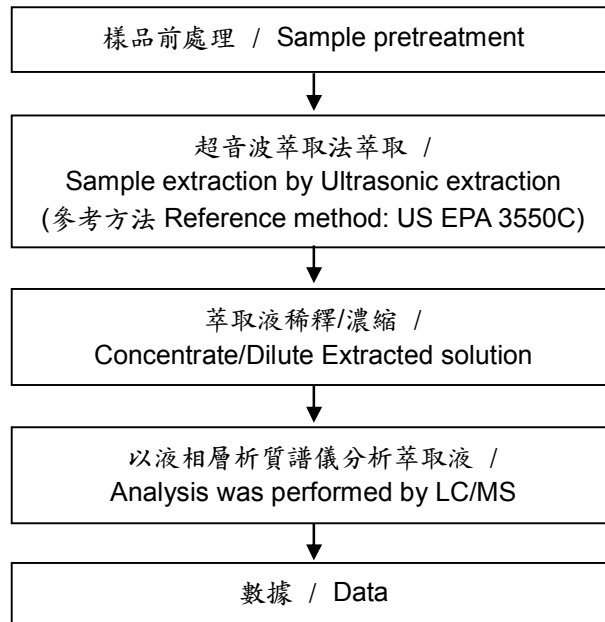 樣品前處理 / Sample pretreatment
超音波萃取法萃取 /
Sample extraction by Ultrasonic extraction
(參考方法 Reference method: US EPA 3550C)
萃取液稀釋/濃縮 /
Concentrate/Dilute Extracted solution
以液相層析質譜儀分析萃取液 /
Analysis was performed by LC/MS
數據 / Data